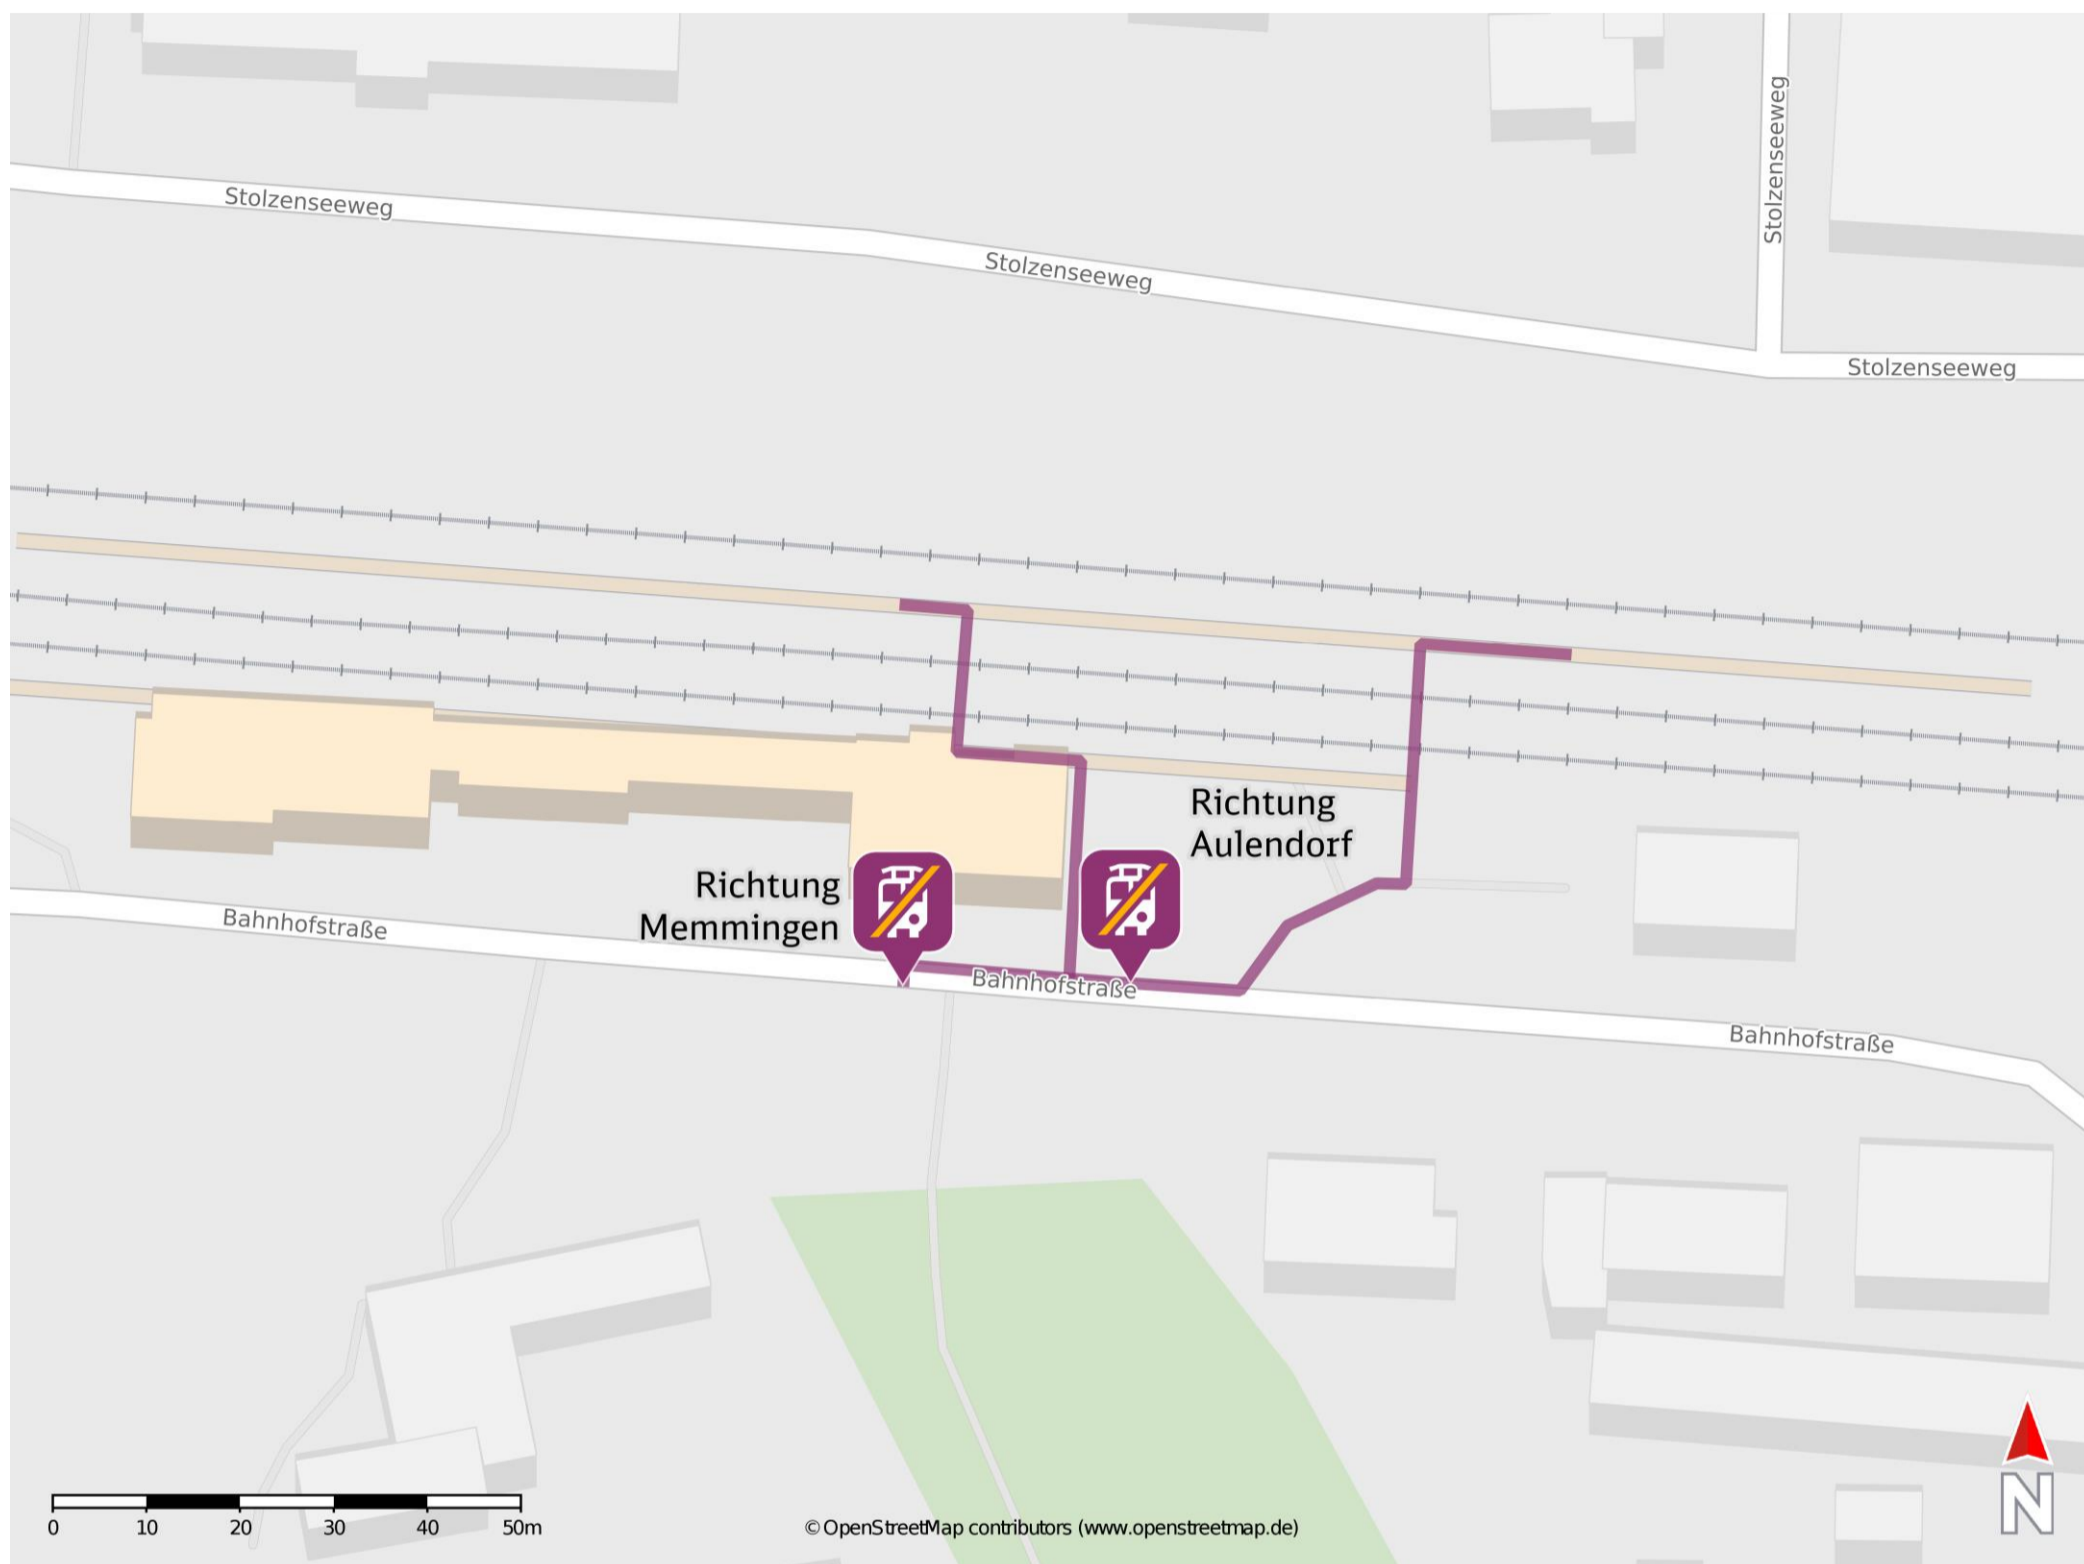 Stolzenseeweg
Stolzenseeweg
Stolzenseeweg
Stolzenseeweg
Richtung
Aulendorf
Richtung
Memmingen
Bahnhofstraße
Bahnhofstraße
Bahnhofstraße
0 10 20 30 40 50m
© OpenStreetMap contributors (www.openstreetmap.de)
N